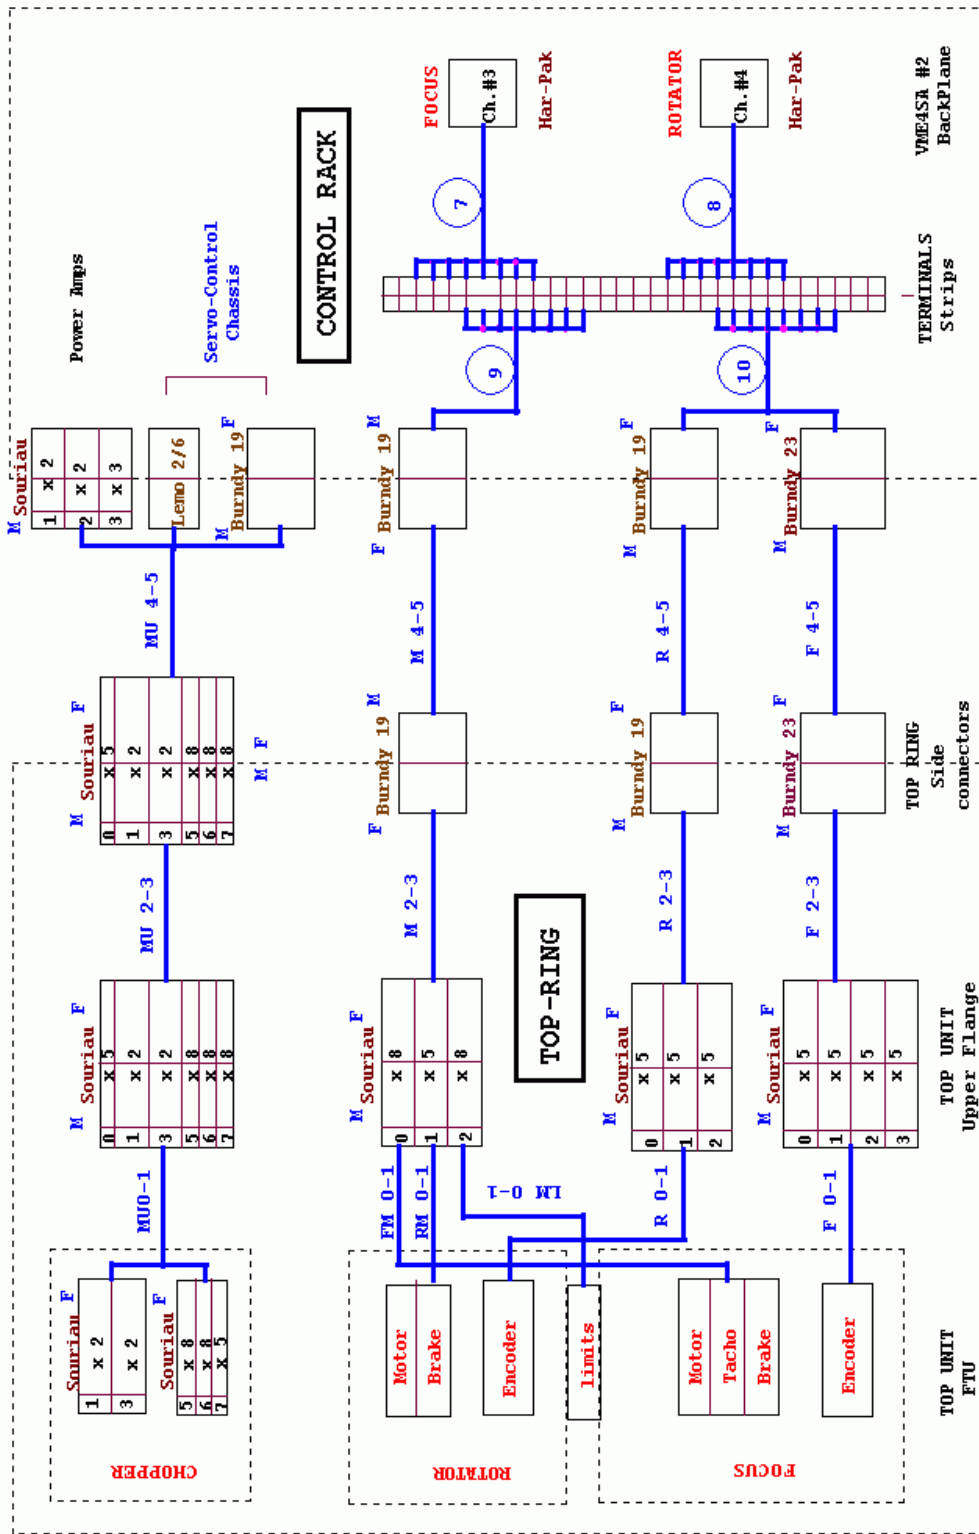 CHOPPER
Souriau
F
1 x 2
3 x 2
Souriau
F
5 x 8
6 x 8
7 x 5
MU0-1
M
Souriau
F
0 x 5
1 x 2
3 x 2
5 x 8
6 x 8
7 x 8
MU 2-3
M
Souriau
F
0 x 5
1 x 2
3 x 2
5 x 8
6 x 8
7 x 8
M F
MU 4-5
M
Souriau
1 x 2
2 x 2
3 x 3
Lemo 2/6
M
Burndy 19
F
Power Amps
Servo-Control
Chassis
CONTROL RACK
ROTATOR
Motor
Brake
Encoder
limits
FM 0-1
RM 0-1
LM 0-1
M
Souriau
F
0 x 8
1 x 5
2 x 8
M 2-3
F
Burndy 19
M
M 4-5
F
Burndy 19
M
9
7
FOCUS
Ch.#3
Har-Pak
TOP-RING
R 0-1
M
Souriau
F
0 x 5
1 x 5
2 x 5
R 2-3
M
Burndy 19
F
R 4-5
M
Burndy 19
F
10
8
ROTATOR
Ch.#4
Har-Pak
FOCUS
Motor
Tacho
Brake
Encoder
F 0-1
M
Souriau
F
0 x 5
1 x 5
2 x 5
3 x 5
F 2-3
M
Burndy 23
F
F 4-5
M
Burndy 23
F
TOP UNIT
FTU
TOP UNIT
Upper Flange
TOP RING
Side
connectors
TERMINALS
Strips
VME4SA #2
BackPlane